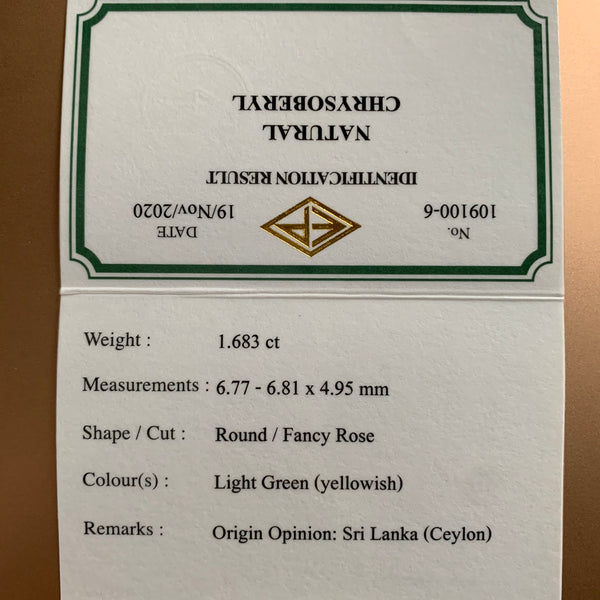 No. 109100-6
DATE 19/Nov/2020
IDENTIFICATION RESULT
NATURAL
CHRYSOBERYL
Weight : 1.683 ct
Measurements : 6.77 - 6.81 x 4.95 mm
Shape / Cut : Round / Fancy Rose
Colour(s) : Light Green (yellowish)
Remarks : Origin Opinion: Sri Lanka (Ceylon)